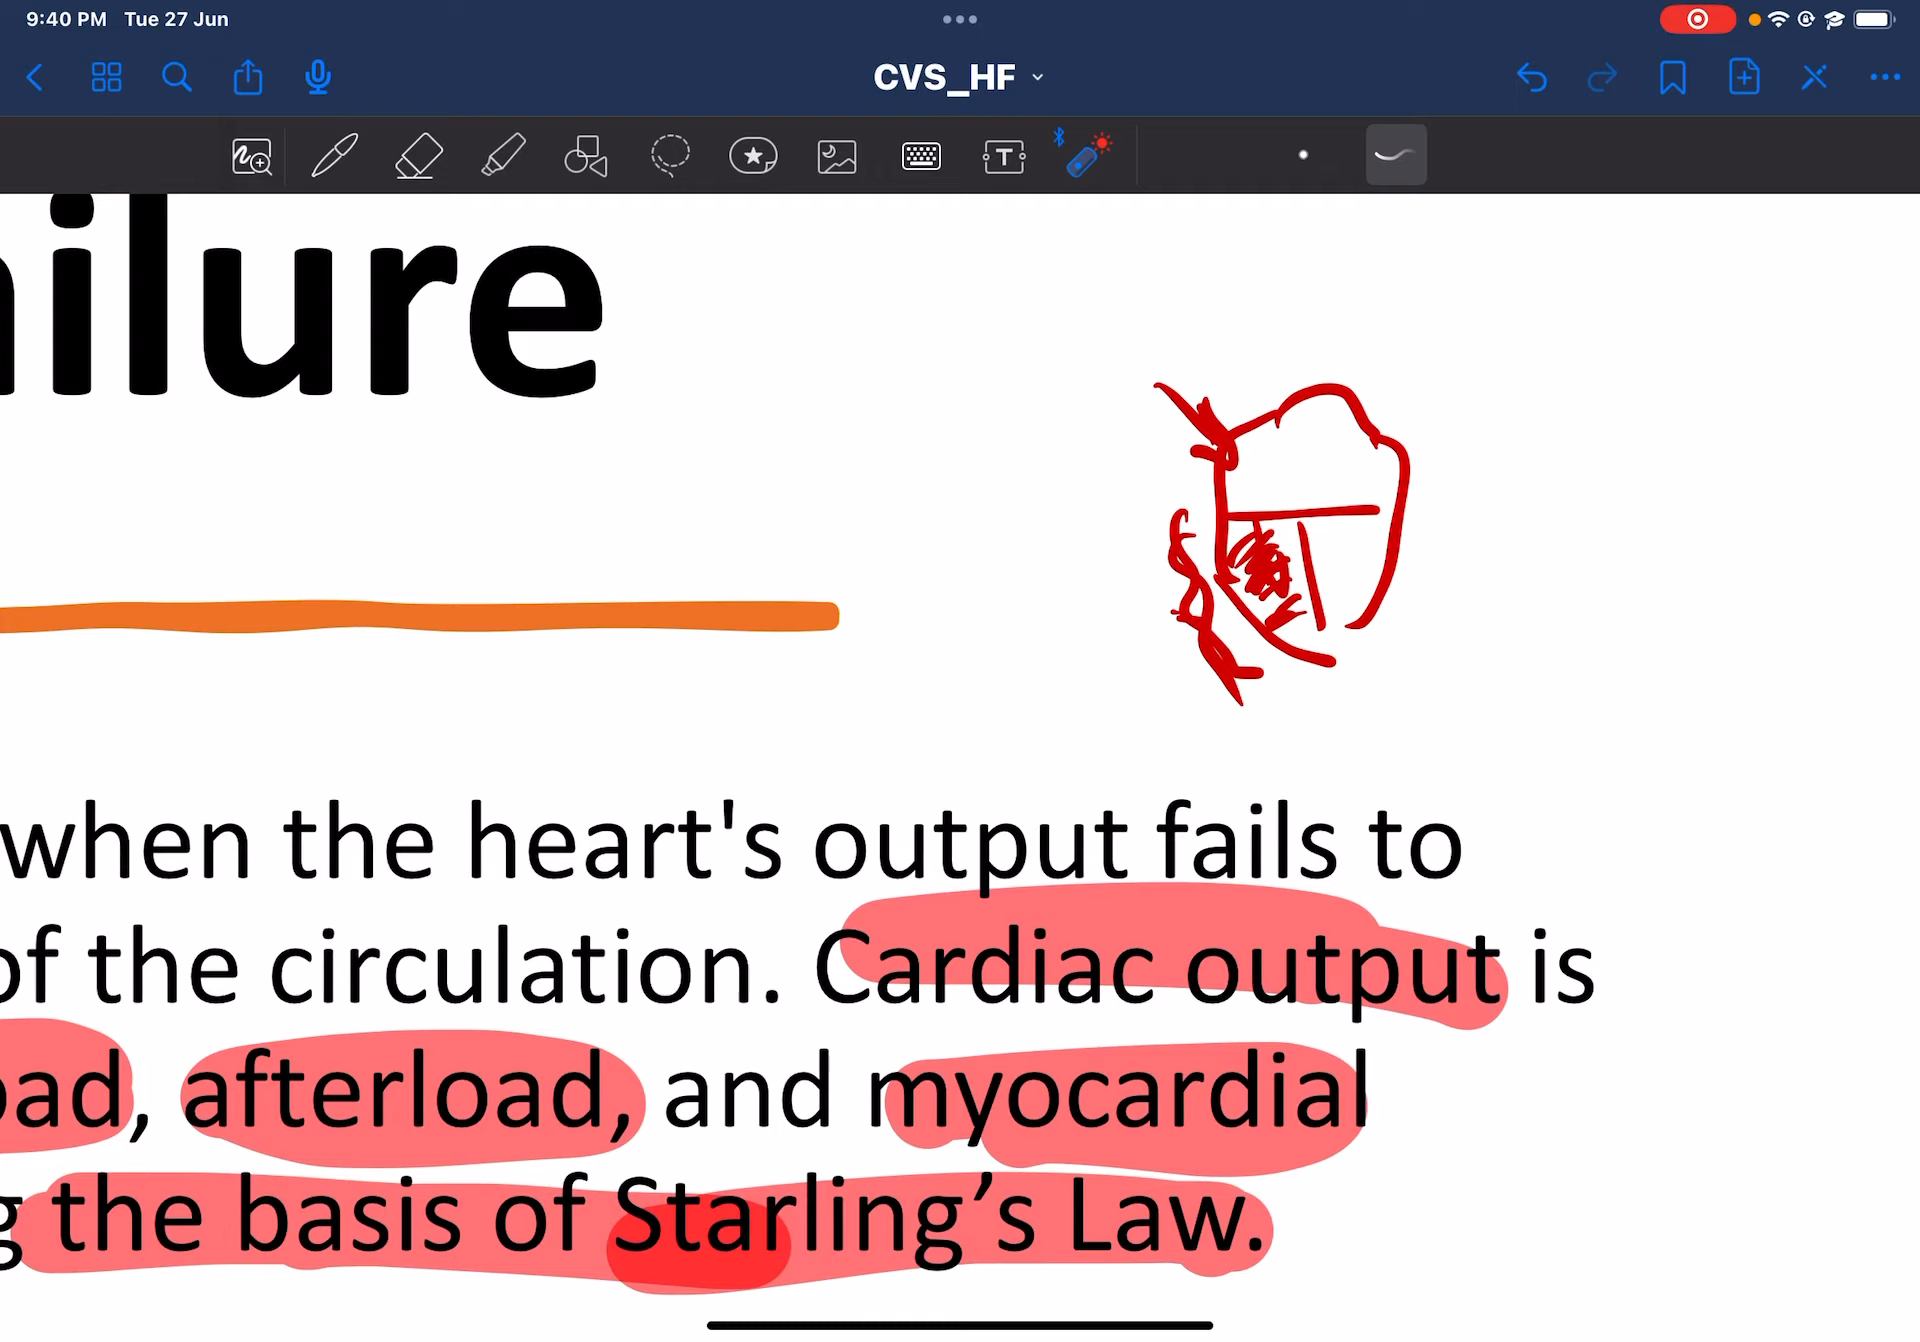 9:40 PM Tue 27 Jun
CVS_HF
ilure
when the heart's output fails to
of the circulation. Cardiac output is
oad, afterload, and myocardial
g the basis of Starling’s Law.